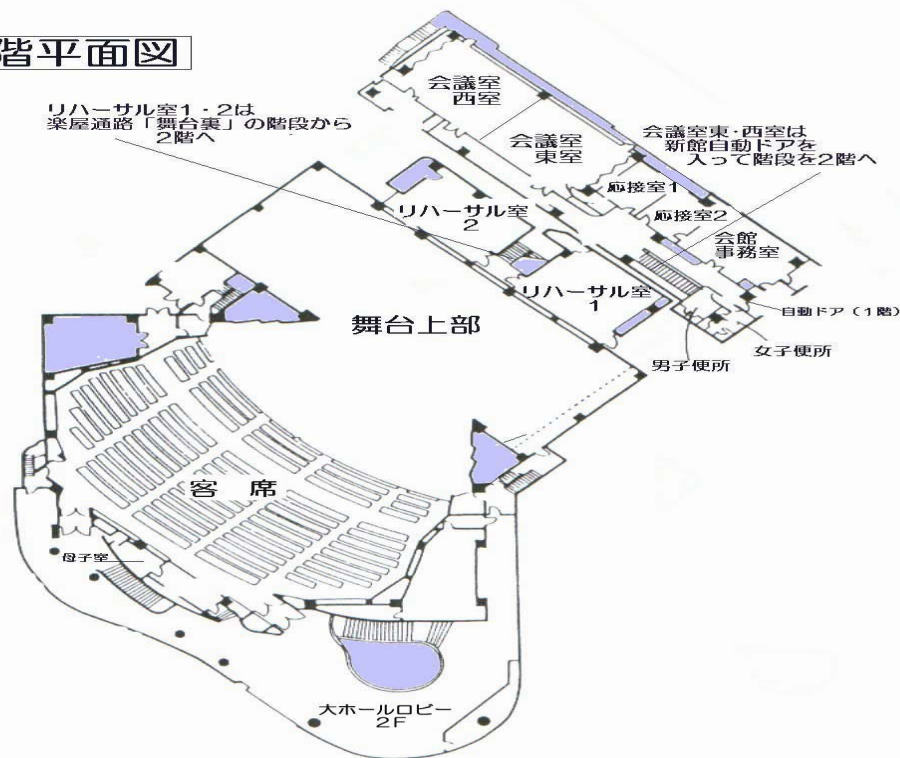 階平面図
リハーサル室1・2は
楽屋通路「舞台裏」の階段から
2階へ
会議室
西室
会議室
東室
会議室東・西室は
新館自動ドアを
入って階段を2階へ
応接室1
応接室2
会館
事務室
リハーサル室
2
リハーサル室
1
自動ドア(1階)
女子便所
男子便所
舞台上部
客 席
母子室
大ホールロビー
2F